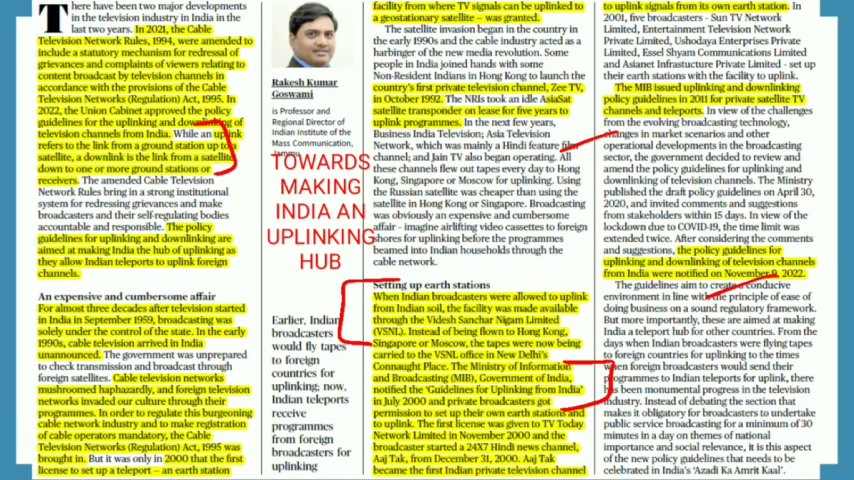 There have been two major developments
in the television industry in India in the
last two years. In 2021, the Cable
Television Network Rules, 1994, were amended to
include a statutory mechanism for redressal of
grievances and complaints of viewers relating to
content broadcast by television channels in
accordance with the provisions of the Cable
Television Networks (Regulation) Act, 1995. In
2022, the Union Cabinet approved the policy
guidelines for the uplinking and downlinking of
television channels from India. While an uplink
refers to the link from a ground station up to a
satellite, a downlink is the link from a satellite
down to one or more ground stations or
receivers. The amended Cable Television
Network Rules bring in a strong institutional
system for redressing grievances and make
broadcasters and their self-regulating bodies
accountable and responsible. The policy
guidelines for uplinking and downlinking are
aimed at making India the hub of uplinking as
they allow Indian teleports to uplink foreign
channels.
An expensive and cumbersome affair
For almost three decades after television started
in India in September 1959, broadcasting was
solely under the control of the state. In the early
1990s, cable television arrived in India
unannounced. The government was unprepared
to check transmission and broadcast through
foreign satellites. Cable television networks
mushroomed haphazardly, and foreign television
networks invaded our culture through their
programmes. In order to regulate this burgeoning
cable network industry and to make registration
of cable operators mandatory, the Cable
Television Networks (Regulation) Act, 1995 was
brought in. But it was only in 2000 that the first
license to set up a teleport – an earth station
Rakesh Kumar
Goswami
is Professor and
Regional Director of
Indian Institute of the
Mass Communication,
Jammu
TOWARDS
MAKING
INDIA AN
UPLINKING
HUB
Earlier, Indian
broadcasters
would fly tapes
to foreign
countries for
uplinking; now,
Indian teleports
receive
programmes
from foreign
broadcasters for
uplinking
facility from where TV signals can be uplinked to
a geostationary satellite – was granted.
The satellite invasion began in the country in
the early 1990s and the cable industry acted as a
harbinger of the new media revolution. Some
people in India joined hands with some
Non-Resident Indians in Hong Kong to launch the
country's first private television channel, Zee TV,
in October 1992. The NRIs took an idle AsiaSat
satellite transponder on lease for five years to
uplink programmes. In the next few years,
Business India Television; Asia Television
Network, which was mainly a Hindi feature film
channel; and Jain TV also began operating. All
these channels flew out tapes every day to Hong
Kong, Singapore or Moscow for uplinking. Using
the Russian satellite was cheaper than using the
satellite in Hong Kong or Singapore. Broadcasting
was obviously an expensive and cumbersome
affair - imagine airlifting video cassettes to foreign
shores for uplinking before the programmes
beamed into Indian households through the
cable network.
Setting up earth stations
When Indian broadcasters were allowed to uplink
from Indian soil, the facility was made available
through the Videsh Sanchar Nigam Limited
(VSNL). Instead of being flown to Hong Kong,
Singapore or Moscow, the tapes were now being
carried to the VSNL office in New Delhi's
Connaught Place. The Ministry of Information
and Broadcasting (MIB), Government of India,
notified the 'Guidelines for Uplinking from India'
in July 2000 and private broadcasters got
permission to set up their own earth stations and
to uplink. The first license was given to TV Today
Network Limited in November 2000 and the
broadcaster started a 24X7 Hindi news channel,
Aaj Tak, from December 31, 2000. Aaj Tak
became the first Indian private television channel
to uplink signals from its own earth station. In
2001, five broadcasters - Sun TV Network
Limited, Entertainment Television Network
Private Limited, Ushodaya Enterprises Private
Limited, Essel Shyam Communications Limited
and Asianet Infrastucture Private Limited - set up
their earth stations with the facility to uplink.
The MIB issued uplinking and downlinking
policy guidelines in 2011 for private satellite TV
channels and teleports. In view of the challenges
from the evolving broadcasting technology,
changes in market scenarios and other
operational developments in the broadcasting
sector, the government decided to review and
amend the policy guidelines for uplinking and
downlinking of television channels. The Ministry
published the draft policy guidelines on April 30,
2020, and invited comments and suggestions
from stakeholders within 15 days. In view of the
lockdown due to COVID-19, the time limit was
extended twice. After considering the comments
and suggestions, the policy guidelines for
uplinking and downlinking of television channels
from India were notified on November 9, 2022.
The guidelines aim to create a conducive
environment in line with the principle of ease of
doing business on a sound regulatory framework.
But more importantly, these are aimed at making
India a teleport hub for other countries. From the
days when Indian broadcasters were flying tapes
to foreign countries for uplinking to the times
when foreign broadcasters would send their
programmes to Indian teleports for uplink, there
has been monumental progress in the television
industry. Instead of debating the section that
makes it obligatory for broadcasters to undertake
public service broadcasting for a minimum of 30
minutes in a day on themes of national
importance and social relevance, it is this aspect
of the new policy guidelines that needs to be
celebrated in India's 'Azadi Ka Amrit Kaal'.